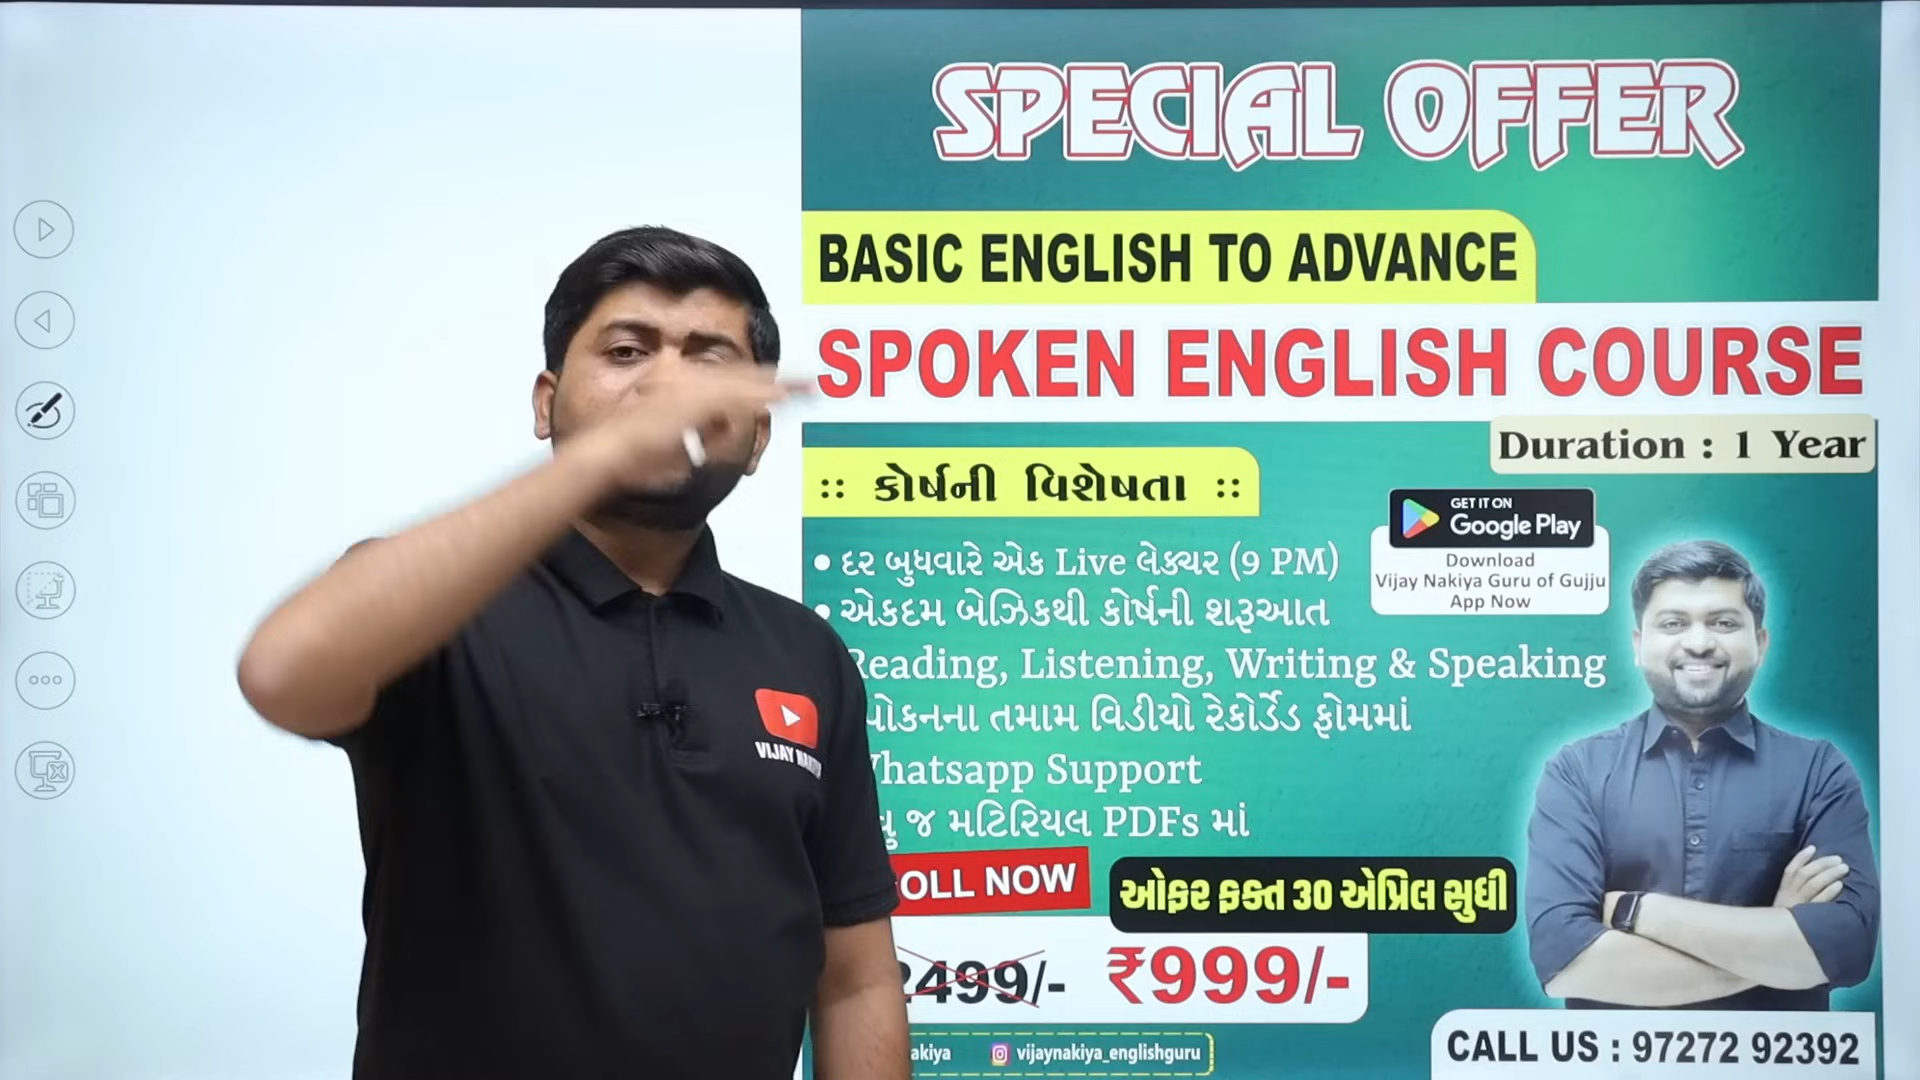 SPECIAL OFFER
BASIC ENGLISH TO ADVANCE
SPOKEN ENGLISH COURSE
Duration : 1 Year
:: કોર્ષની વિશેષતા ::
GET IT ON
Google Play
Download
Vijay Nakiya Guru of Gujju
App Now
• દર બુધવારે એક Live લેક્ચર (9 PM)
• એકદમ બેઝિકથી કોર્ષની શરૂઆત
Reading, Listening, Writing & Speaking
તમામ વિડીયો રેકોર્ડેડ ફોમમાં
Support
જ મટિરિયલ PDFs માં
NOW
ઓફર ફક્ત 30 એપ્રિલ સુધી
2499/- ₹999/-
vijaynakiya_englishguru
CALL US : 97272 92392
VIJAY